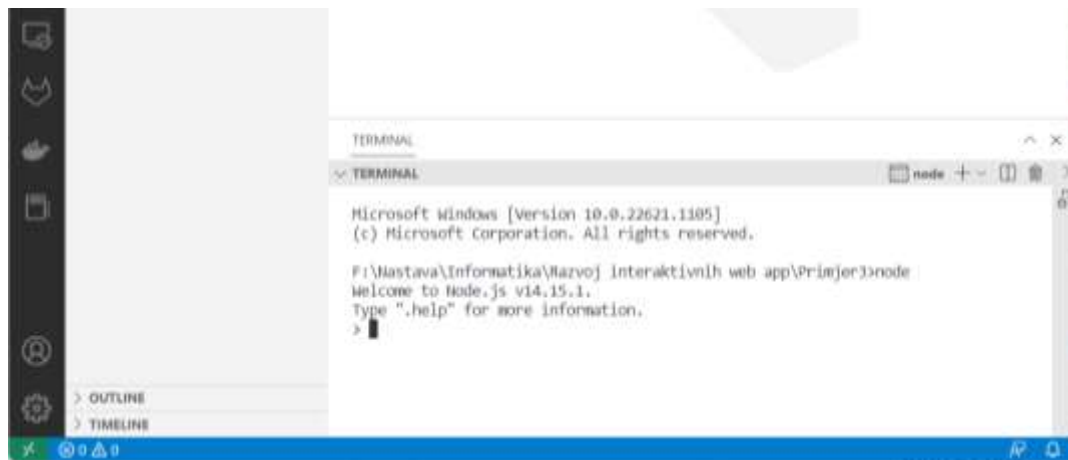 TERMINAL
TERMINAL
node
Microsoft Windows [Version 10.0.22621.1105]
(c) Microsoft Corporation. All rights reserved.
F:\Nastava\Informatika\Razvoj interaktivnih web app\Primjer3>node
Welcome to Node.js v14.15.1.
Type ".help" for more information.
>
OUTLINE
TIMELINE
0 0